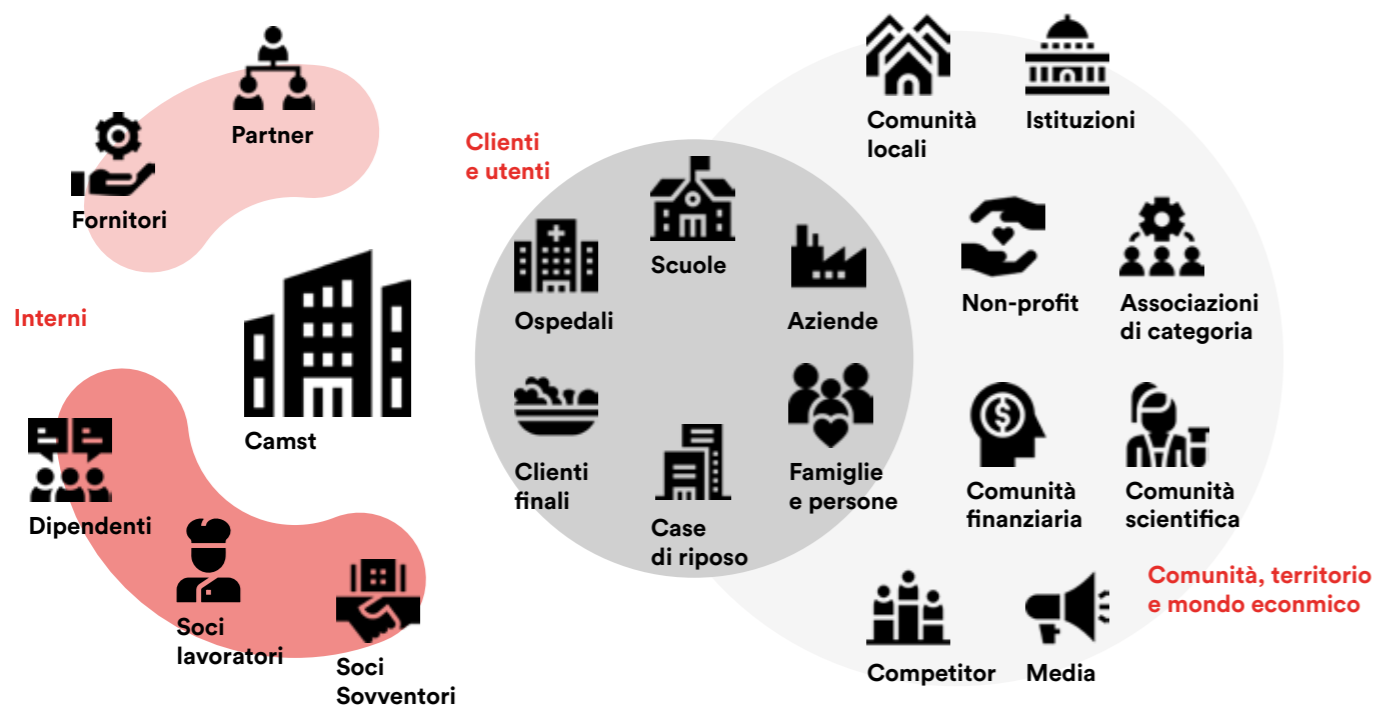 Partner
Fornitori
Interni
Camst
Dipendenti
Soci
lavoratori
Soci
Sovventori
Clienti
e utenti
Scuole
Ospedali
Aziende
Clienti
finali
Case
di riposo
Famiglie
e persone
Comunità
locali
Istituzioni
Non-profit
Associazioni
di categoria
Comunità
finanziaria
Comunità
scientifica
Comunità, territorio
e mondo econmico
Competitor
Media